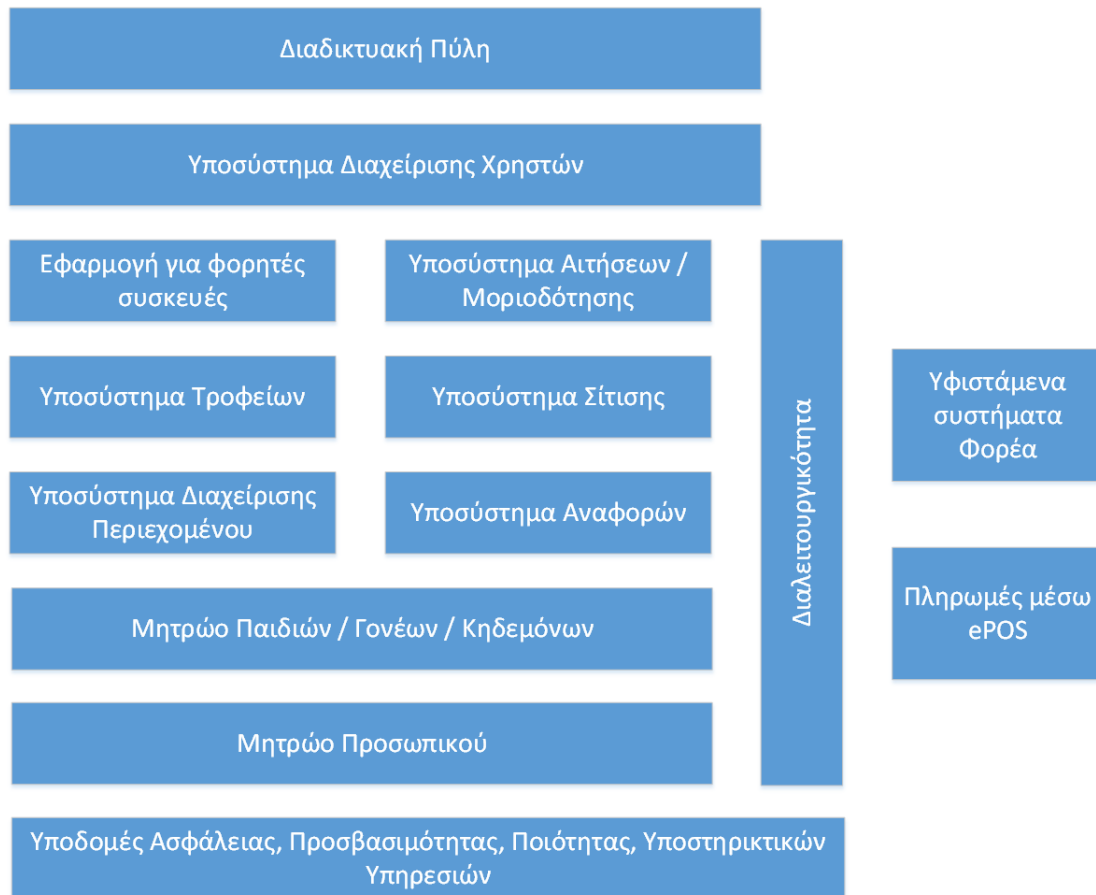 Διαδικτυακή Πύλη
Υποσύστημα Διαχείρισης Χρηστών
Εφαρμογή για φορητές
συσκευές
Υποσύστημα Αιτήσεων /
Μοριοδότησης
Υποσύστημα Τροφείων
Υποσύστημα Σίτισης
Υποσύστημα Διαχείρισης
Περιεχομένου
Υποσύστημα Αναφορών
Μητρώο Παιδιών / Γονέων / Κηδεμόνων
Μητρώο Προσωπικού
Διαλειτουργικότητα
Υφιστάμενα
συστήματα
Φορέα
Πληρωμές μέσω
ePOS
Υποδομές Ασφάλειας, Προσβασιμότητας, Ποιότητας, Υποστηρικτικών
Υπηρεσιών